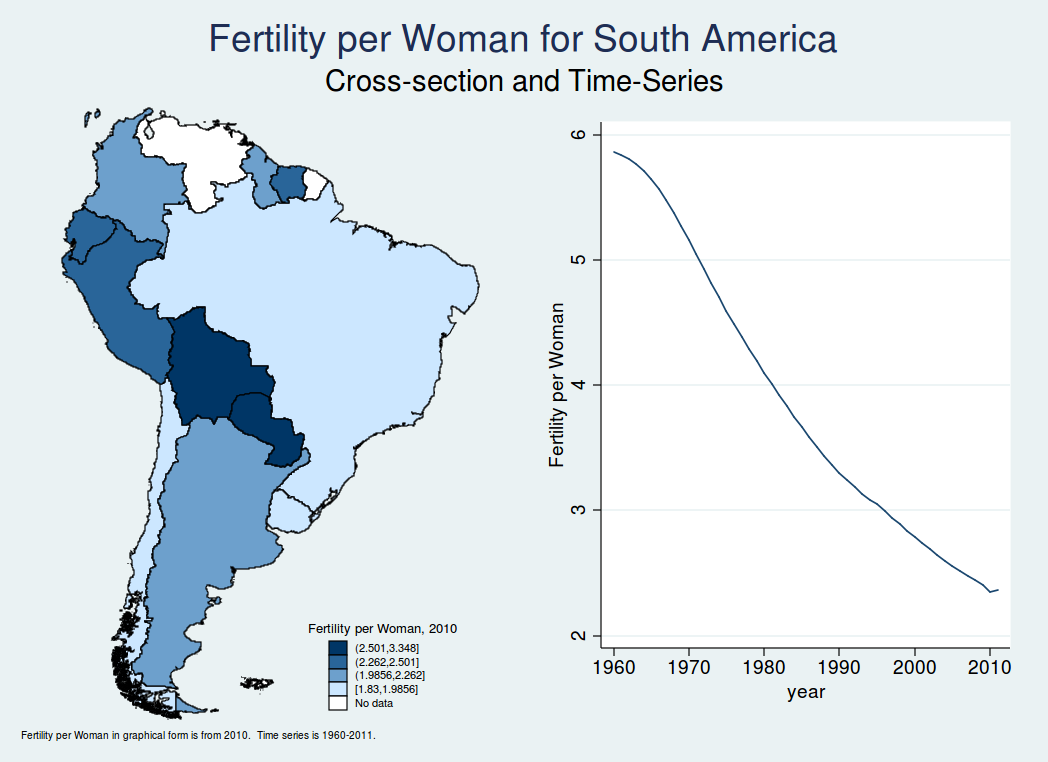 Fertility per Woman for South America
Cross-section and Time-Series
Fertility per Woman, 2010
(2.501,3.348]
(2.262,2.501]
(1.9856,2.262]
[1.83,1.9856]
No data
Fertility per Woman
6
5
4
3
2
1960 1970 1980 1990 2000 2010
year
Fertility per Woman in graphical form is from 2010.  Time series is 1960-2011.